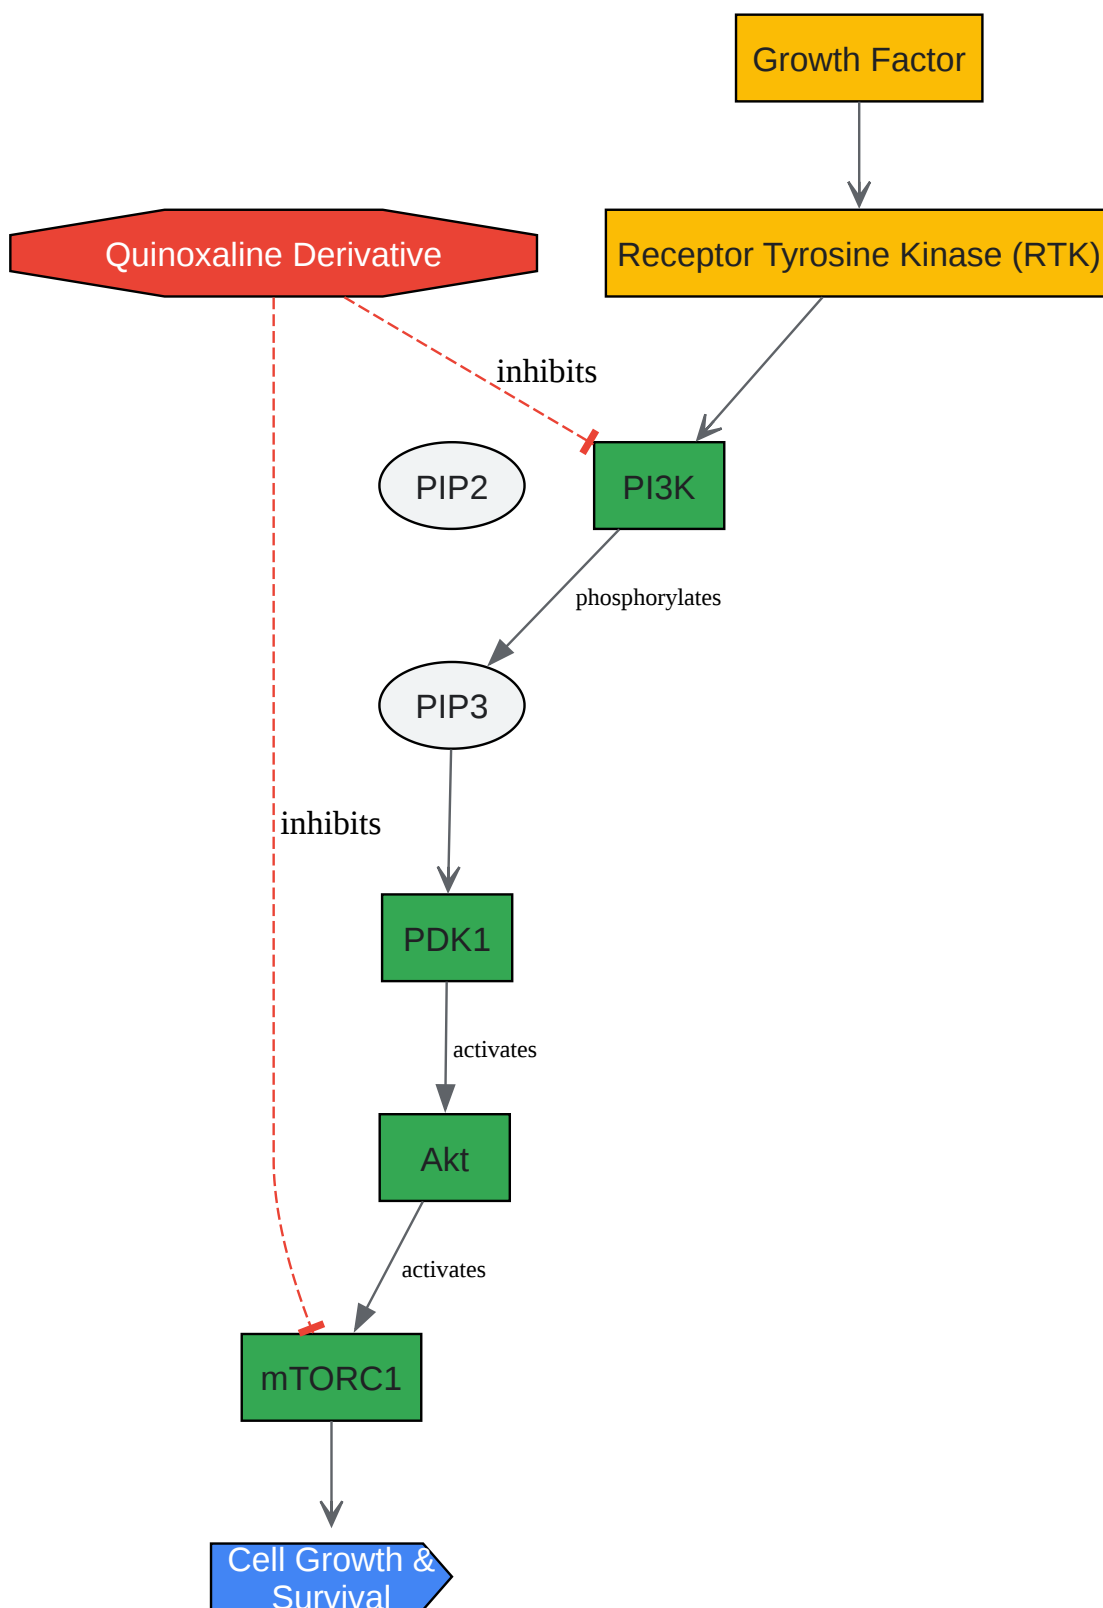 Growth Factor
Quinoxaline Derivative
Receptor Tyrosine Kinase (RTK)
inhibits
PIP2
PI3K
phosphorylates
PIP3
inhibits
PDK1
activates
Akt
activates
mTORC1
Cell Growth &
Survival